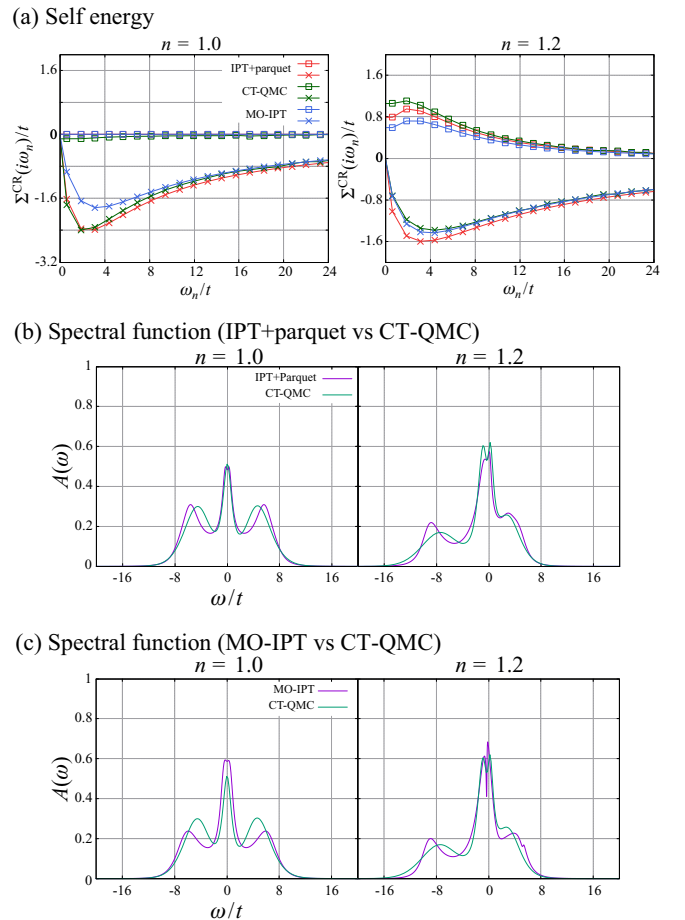 (a) Self energy
n = 1.0
n = 1.2
IPT+parquet
CT-QMC
MO-IPT
Σ^CR(iω_n)/t
1.6
0
-1.6
-3.2
0 4 8 12 16 20 24
ω_n/t
Σ^CR(iω_n)/t
1.6
0.8
0
-0.8
-1.6
0 4 8 12 16 20 24
ω_n/t
(b) Spectral function (IPT+parquet vs CT-QMC)
n = 1.0
n = 1.2
IPT+Parquet
CT-QMC
A(ω)
1
0.8
0.6
0.4
0.2
0
-16 -8 0 8 16
-16 -8 0 8 16
ω/t
(c) Spectral function (MO-IPT vs CT-QMC)
n = 1.0
n = 1.2
MO-IPT
CT-QMC
A(ω)
1
0.8
0.6
0.4
0.2
0
-16 -8 0 8 16
-16 -8 0 8 16
ω/t